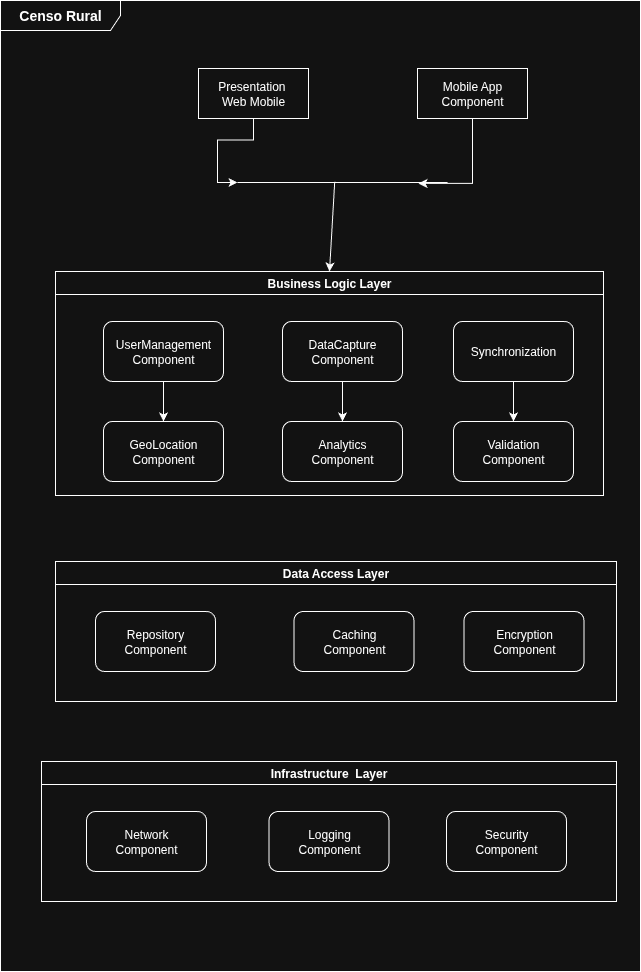 Censo Rural
Presentation
Web Mobile
Mobile App
Component
Business Logic Layer
UserManagement
Component
DataCapture
Component
Synchronization
GeoLocation
Component
Analytics
Component
Validation
Component
Data Access Layer
Repository
Component
Caching
Component
Encryption
Component
Infrastructure  Layer
Network
Component
Logging
Component
Security
Component